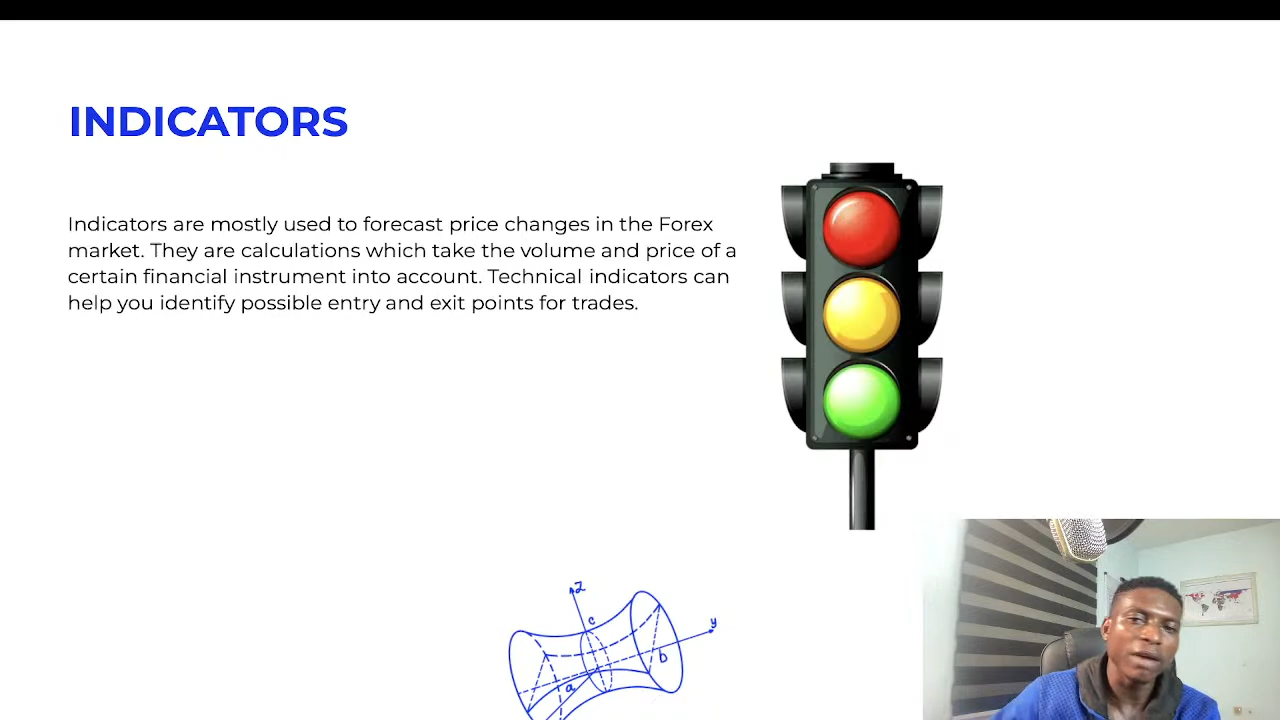 INDICATORS
Indicators are mostly used to forecast price changes in the Forex
market. They are calculations which take the volume and price of a
certain financial instrument into account. Technical indicators can
help you identify possible entry and exit points for trades.
z
c
y
b
a